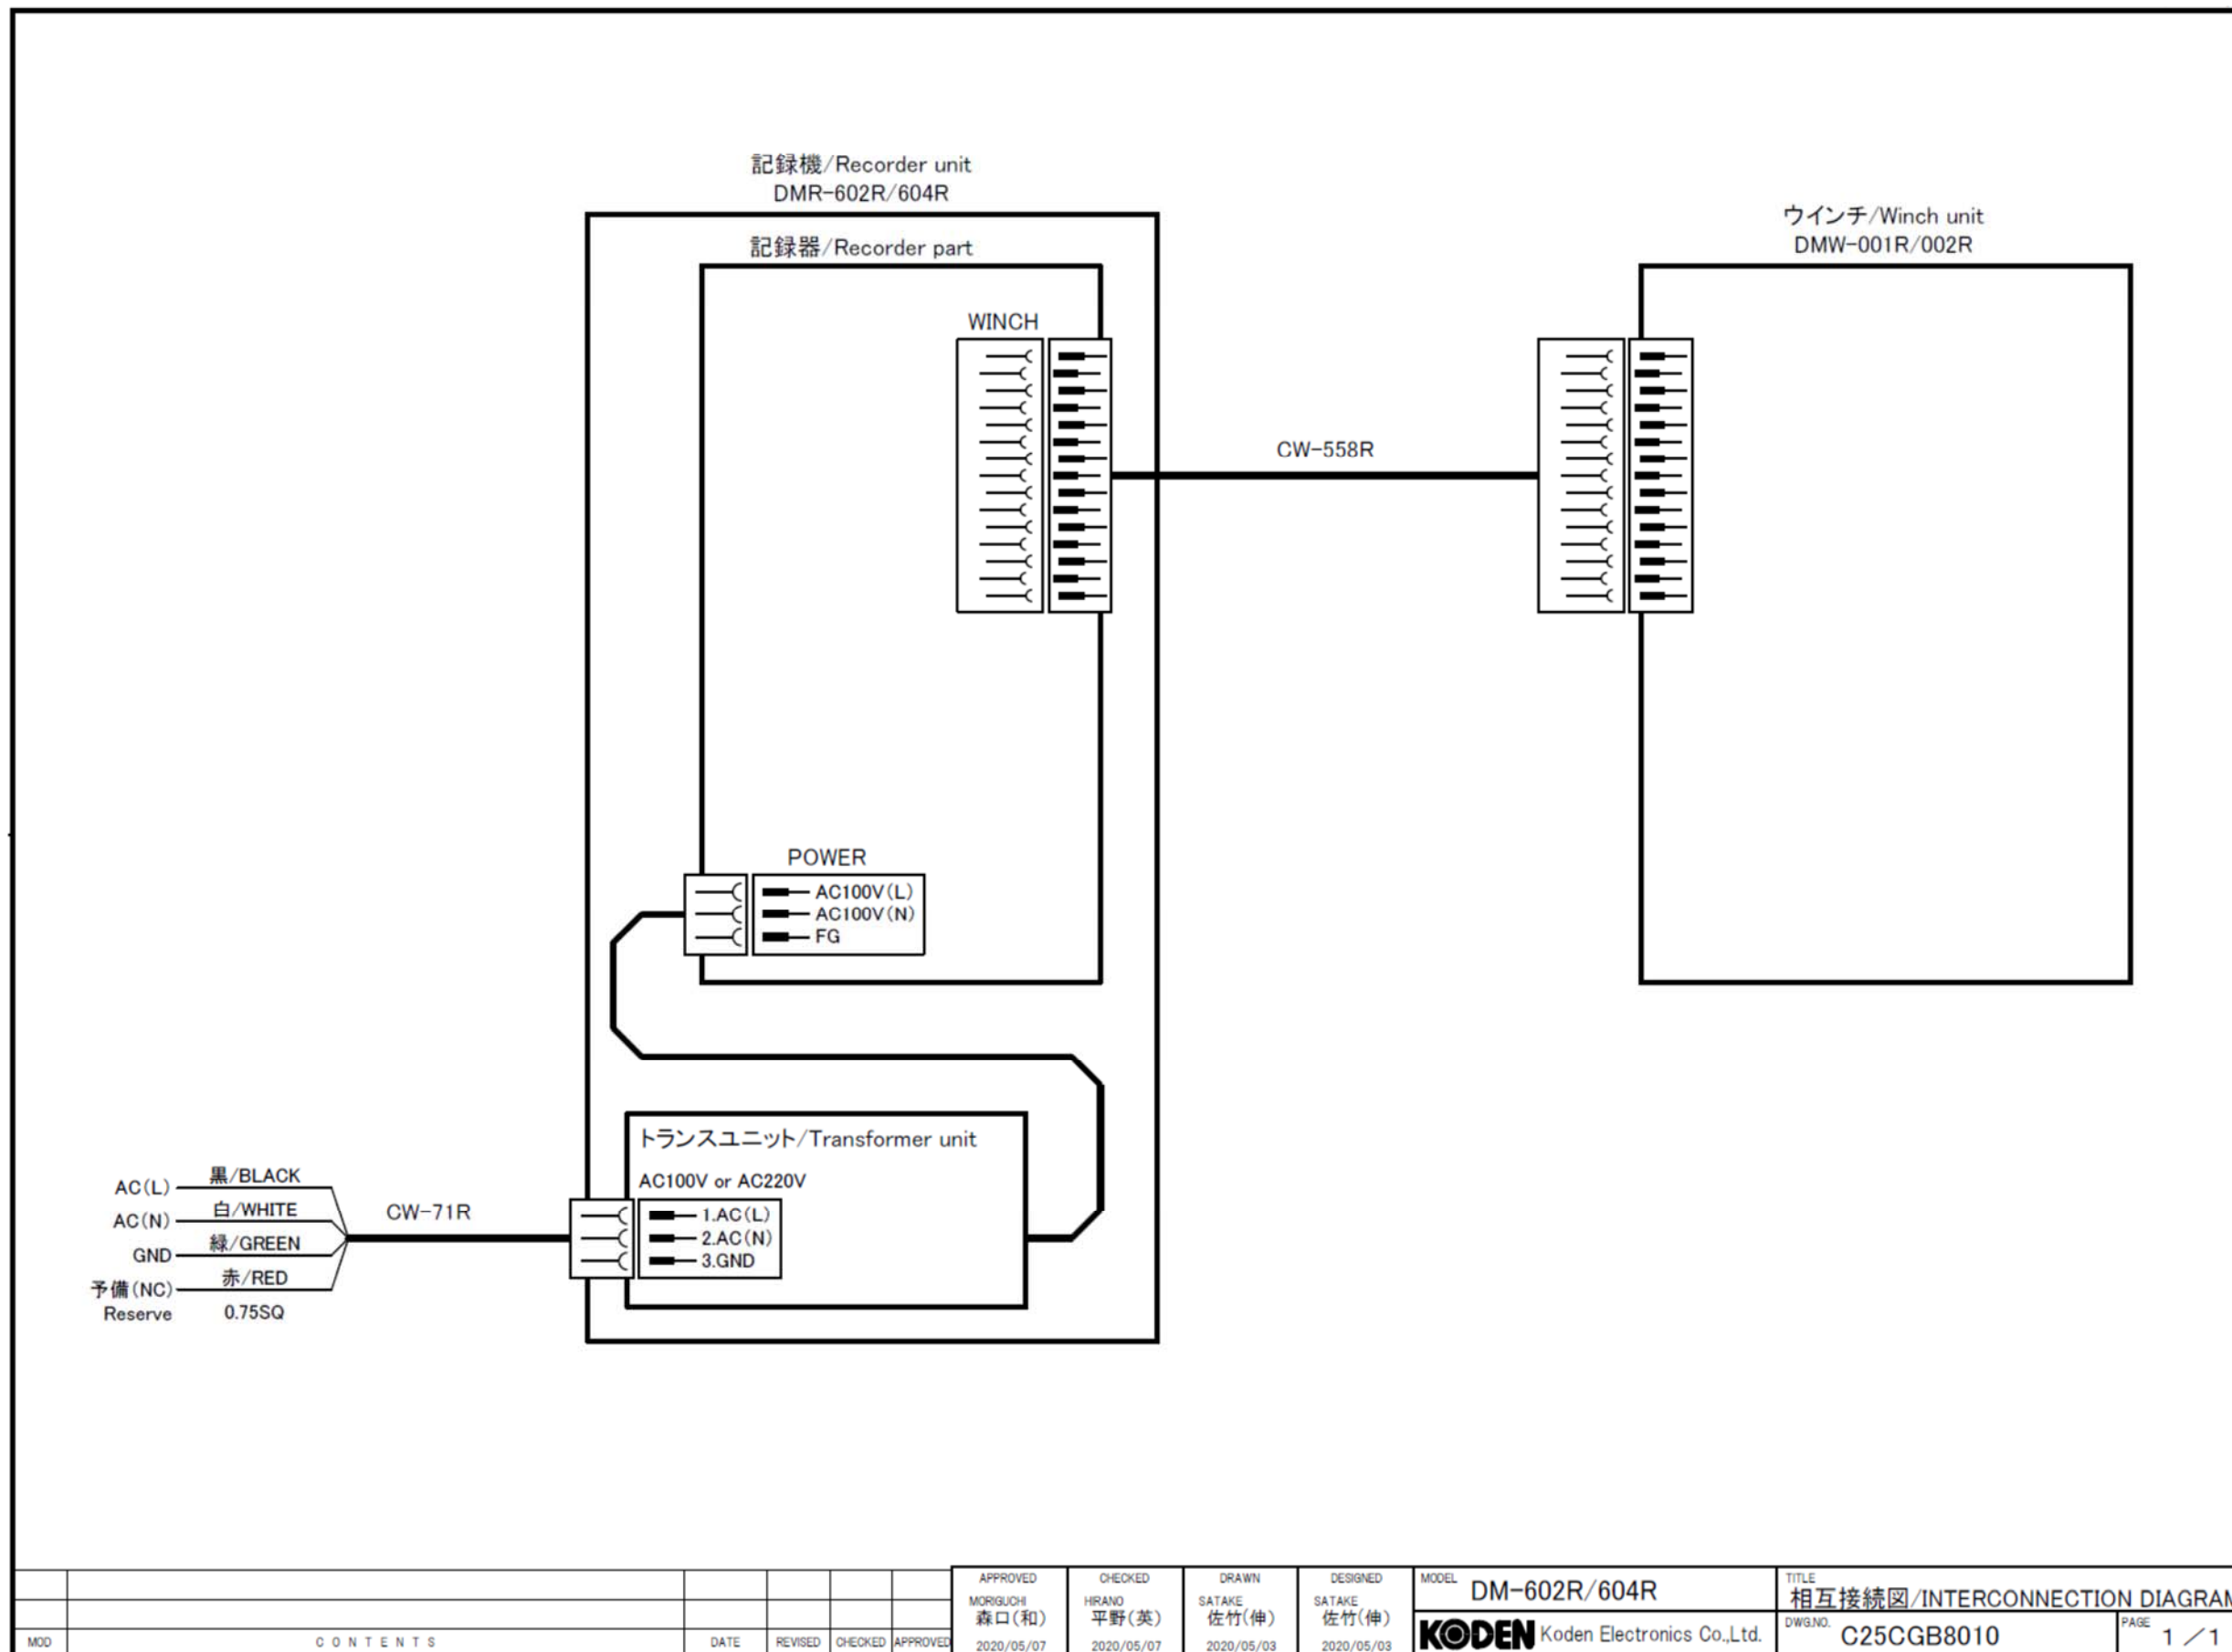 記録機/Recorder unit
DMR-602R/604R
記録器/Recorder part
WINCH
ウインチ/Winch unit
DMW-001R/002R
CW-558R
POWER
AC100V(L)
AC100V(N)
FG
トランスユニット/Transformer unit
AC100V or AC220V
1.AC(L)
2.AC(N)
3.GND
AC(L) 黒/BLACK
AC(N) 白/WHITE
GND 緑/GREEN
予備(NC) 赤/RED
Reserve 0.75SQ
CW-71R
MOD CONTENTS DATE REVISED CHECKED APPROVED
APPROVED
MORIGUCHI
森口(和)
2020/05/07
CHECKED
HIRANO
平野(英)
2020/05/07
DRAWN
SATAKE
佐竹(伸)
2020/05/03
DESIGNED
SATAKE
佐竹(伸)
2020/05/03
MODEL DM-602R/604R
KODEN Koden Electronics Co.,Ltd.
TITLE
相互接続図/INTERCONNECTION DIAGRAM
DWG.NO. C25CGB8010
PAGE 1/1